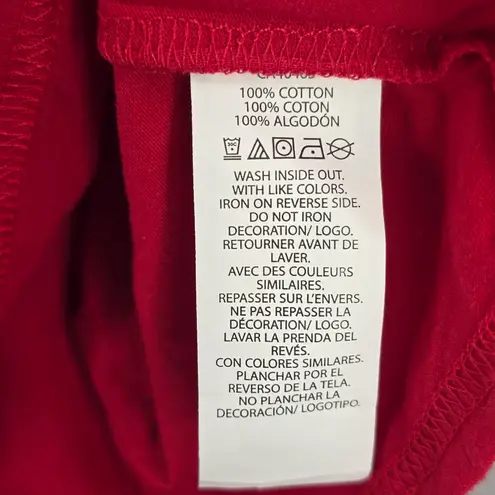 100% COTTON
100% COTON
100% ALGODÓN
30C
WASH INSIDE OUT.
WITH LIKE COLORS.
IRON ON REVERSE SIDE.
DO NOT IRON
DECORATION/ LOGO.
RETOURNER AVANT DE
LAVER.
AVEC DES COULEURS
SIMILAIRES.
REPASSER SUR L'ENVERS.
NE PAS REPASSER LA
DÉCORATION/ LOGO.
LAVAR LA PRENDA DEL
REVÉS.
CON COLORES SIMILARES.
PLANCHAR POR EL
REVERSO DE LA TELA.
NO PLANCHAR LA
DECORACIÓN/ LOGOTIPO.